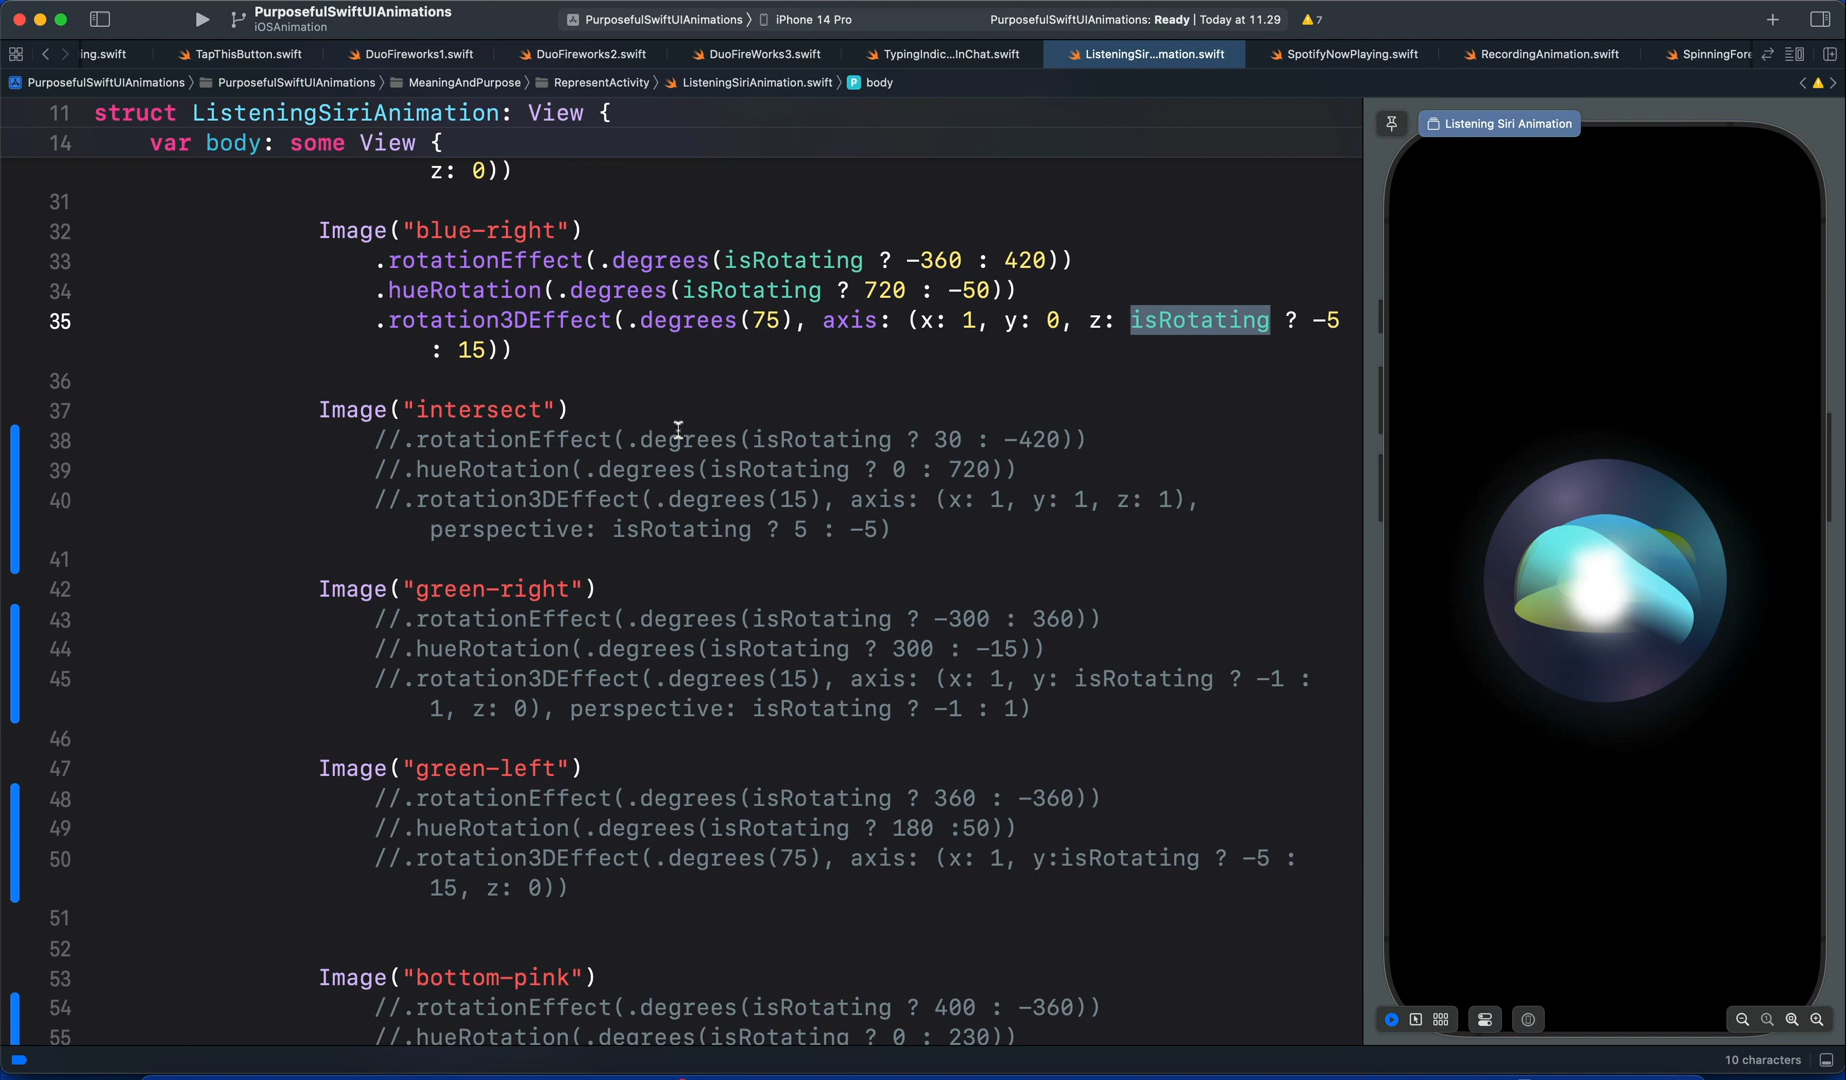 PurposefulSwiftUIAnimations
iOSAnimation
PurposefulSwiftUIAnimations 〉 iPhone 14 Pro
PurposefulSwiftUIAnimations: Ready | Today at 11.29
7
ing.swift
TapThisButton.swift
DuoFireworks1.swift
DuoFireworks2.swift
DuoFireWorks3.swift
TypingIndic...InChat.swift
ListeningSir...mation.swift
SpotifyNowPlaying.swift
RecordingAnimation.swift
SpinningFore
PurposefulSwiftUIAnimations 〉 PurposefulSwiftUIAnimations 〉 MeaningAndPurpose 〉 RepresentActivity 〉 ListeningSiriAnimation.swift 〉 P body
11 struct ListeningSiriAnimation: View {
14 var body: some View {
z: 0))
31
32 Image("blue-right")
33 .rotationEffect(.degrees(isRotating ? -360 : 420))
34 .hueRotation(.degrees(isRotating ? 720 : -50))
35 .rotation3DEffect(.degrees(75), axis: (x: 1, y: 0, z: isRotating ? -5
: 15))
36
37 Image("intersect")
38 //.rotationEffect(.degrees(isRotating ? 30 : -420))
39 //.hueRotation(.degrees(isRotating ? 0 : 720))
40 //.rotation3DEffect(.degrees(15), axis: (x: 1, y: 1, z: 1),
perspective: isRotating ? 5 : -5)
41
42 Image("green-right")
43 //.rotationEffect(.degrees(isRotating ? -300 : 360))
44 //.hueRotation(.degrees(isRotating ? 300 : -15))
45 //.rotation3DEffect(.degrees(15), axis: (x: 1, y: isRotating ? -1 :
1, z: 0), perspective: isRotating ? -1 : 1)
46
47 Image("green-left")
48 //.rotationEffect(.degrees(isRotating ? 360 : -360))
49 //.hueRotation(.degrees(isRotating ? 180 :50))
50 //.rotation3DEffect(.degrees(75), axis: (x: 1, y:isRotating ? -5 :
15, z: 0))
51
52
53 Image("bottom-pink")
54 //.rotationEffect(.degrees(isRotating ? 400 : -360))
55 //.hueRotation(.degrees(isRotating ? 0 : 230))
Listening Siri Animation
10 characters